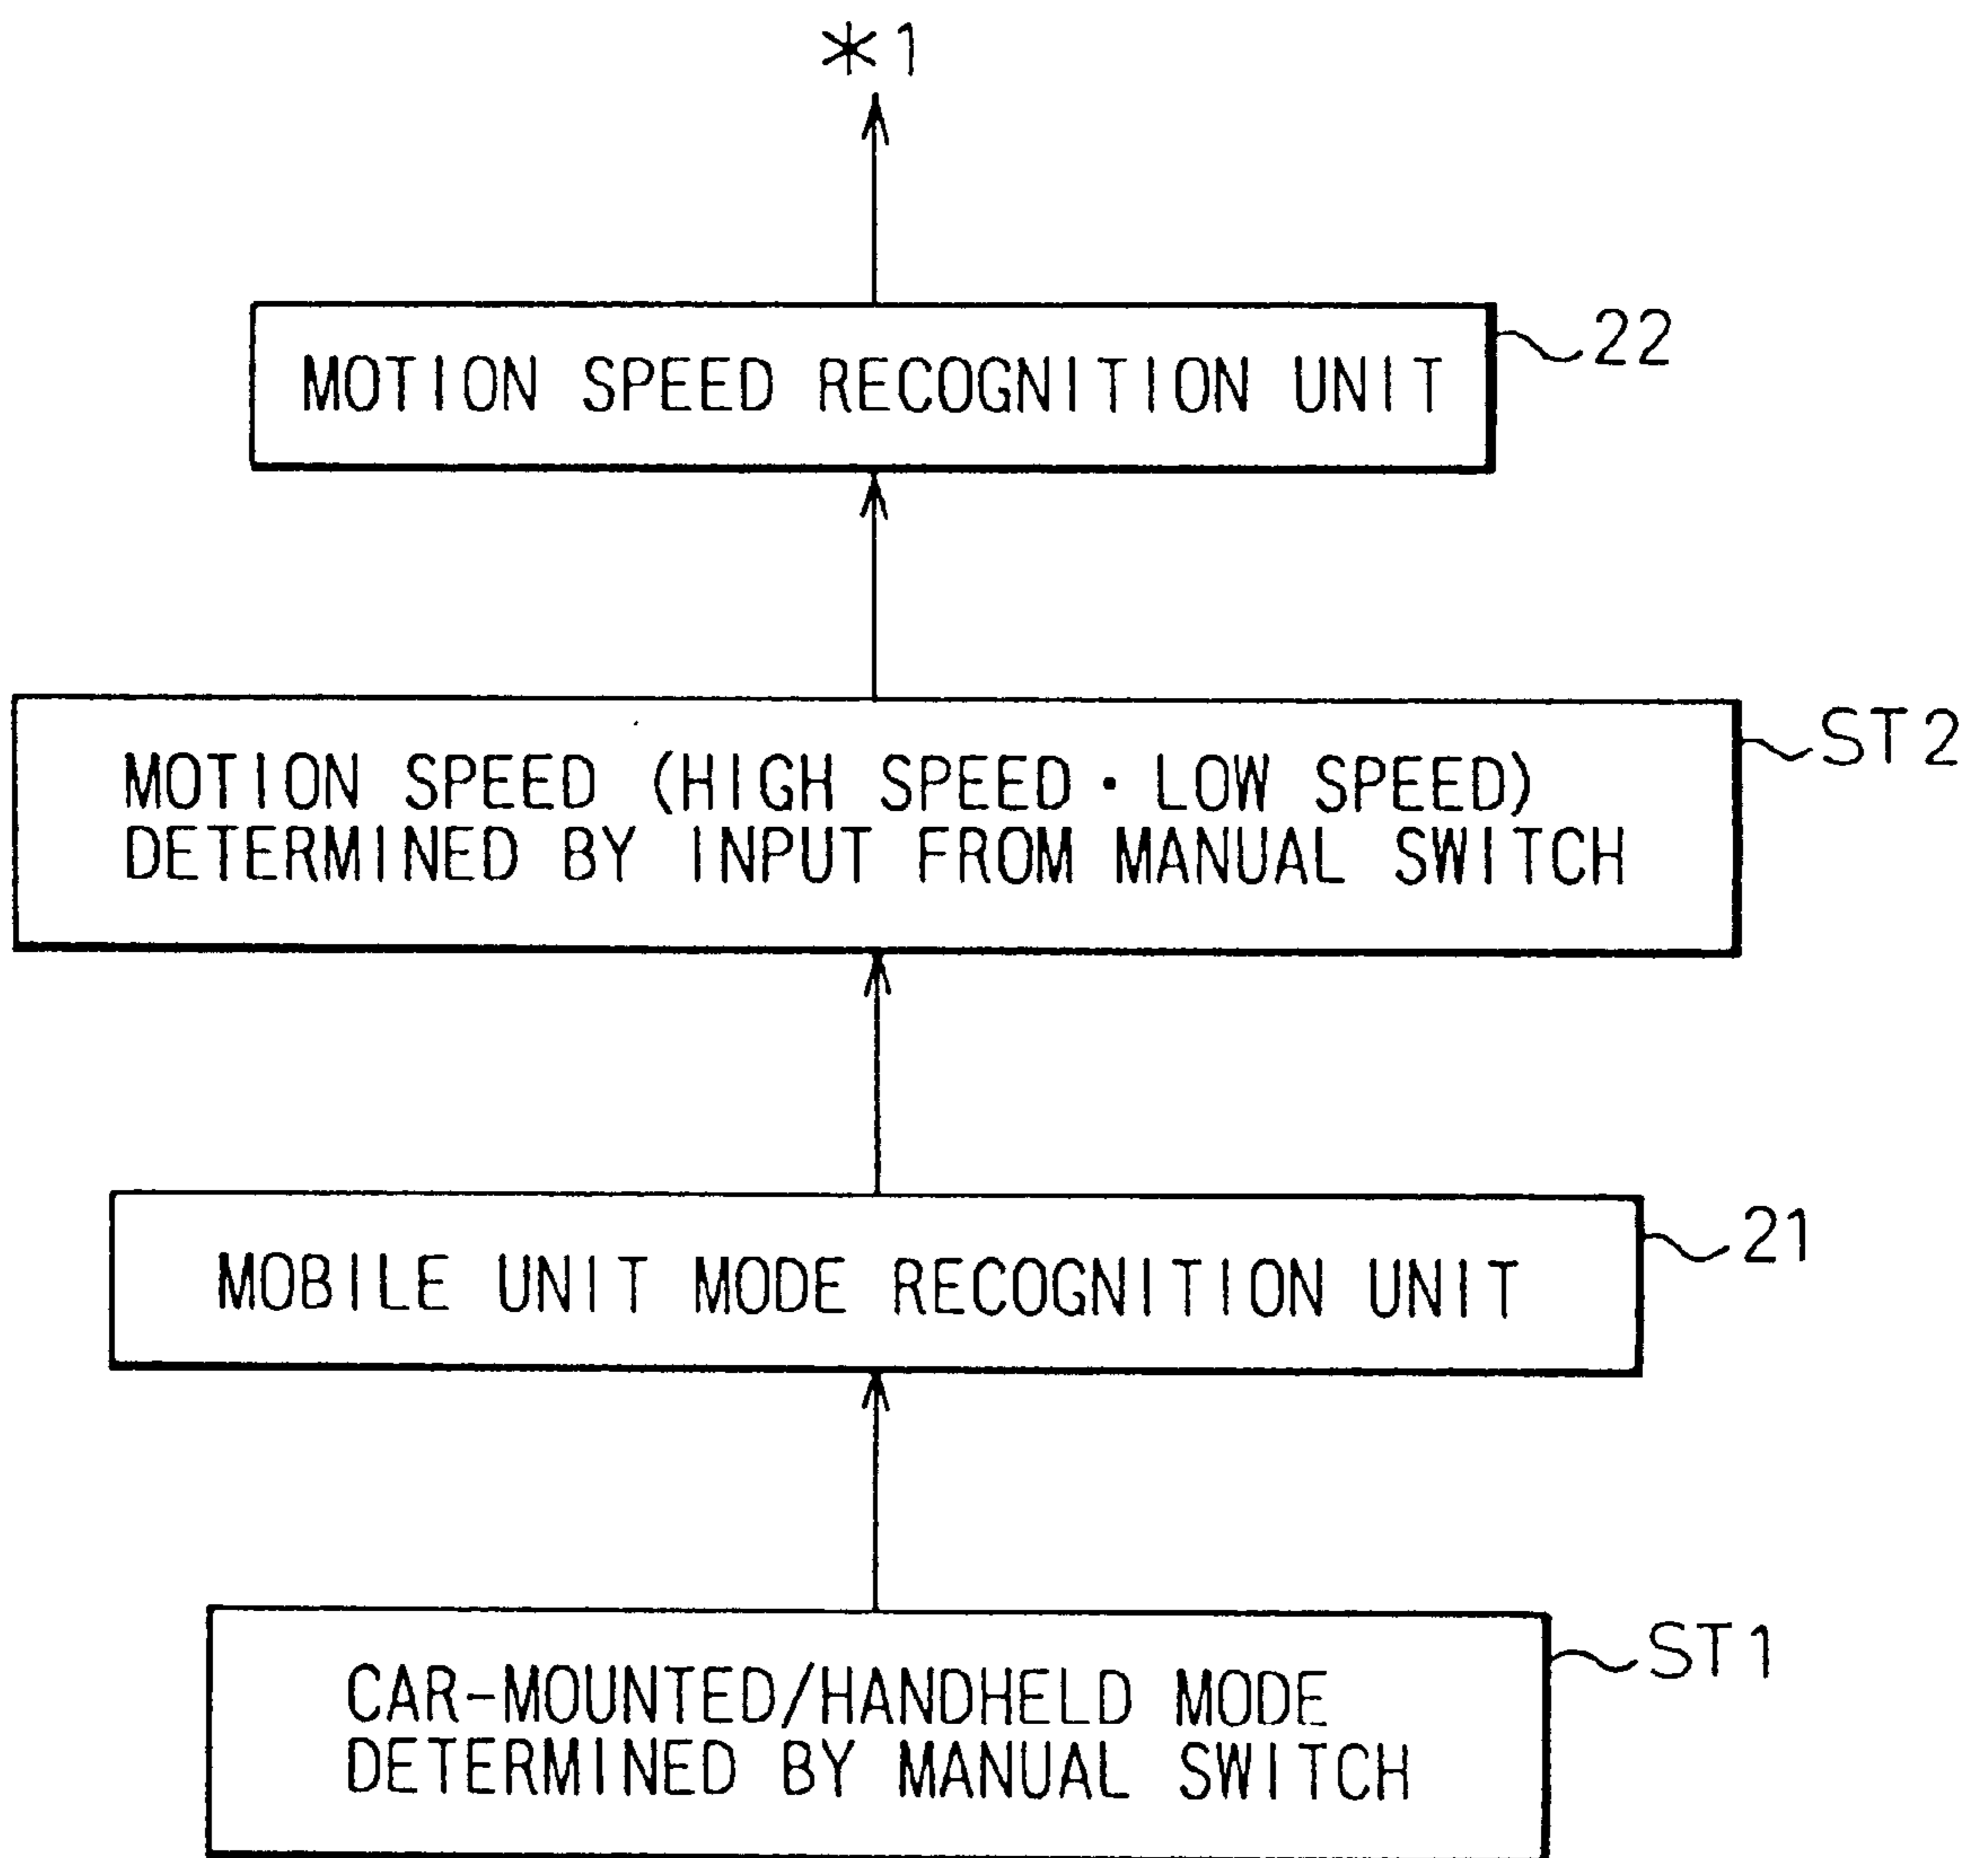 *1
MOTION SPEED RECOGNITION UNIT
22
MOTION SPEED (HIGH SPEED・LOW SPEED)
DETERMINED BY INPUT FROM MANUAL SWITCH
ST2
MOBILE UNIT MODE RECOGNITION UNIT
21
CAR-MOUNTED/HANDHELD MODE
DETERMINED BY MANUAL SWITCH
ST1